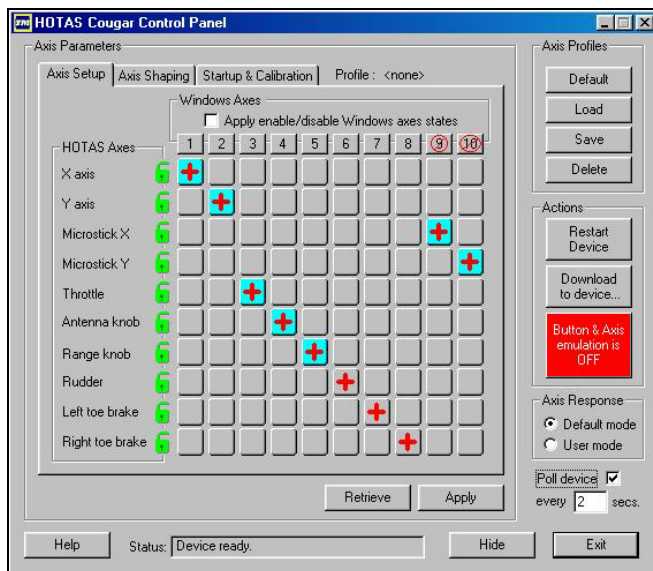 TM HOTAS Cougar Control Panel
Axis Parameters
Axis Setup
Axis Shaping
Startup & Calibration
Profile : <none>
Windows Axes
Apply enable/disable Windows axes states
HOTAS Axes
1 2 3 4 5 6 7 8 9 10
X axis
Y axis
Microstick X
Microstick Y
Throttle
Antenna knob
Range knob
Rudder
Left toe brake
Right toe brake
Retrieve
Apply
Axis Profiles
Default
Load
Save
Delete
Actions
Restart
Device
Download
to device...
Button & Axis
emulation is
OFF
Axis Response
Default mode
User mode
Poll device
every 2 secs.
Help
Status: Device ready.
Hide
Exit